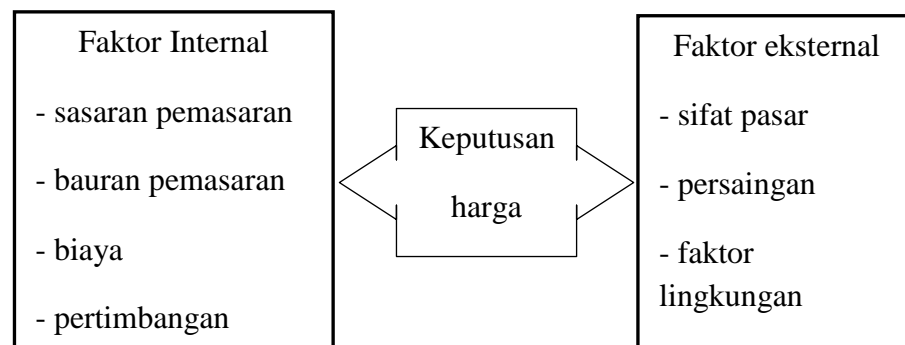 Faktor Internal
- sasaran pemasaran
- bauran pemasaran
- biaya
- pertimbangan
Keputusan
harga
Faktor eksternal
- sifat pasar
- persaingan
- faktor
lingkungan